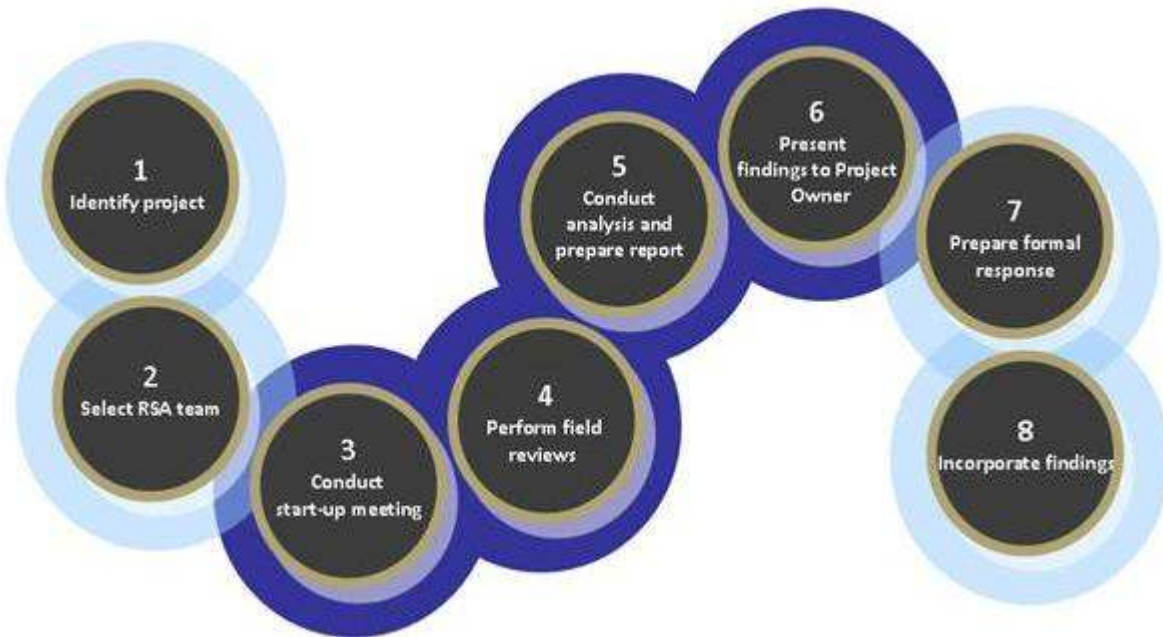 1
Identify project
2
Select RSA team
3
Conduct
start-up meeting
4
Perform field
reviews
5
Conduct
analysis and
prepare report
6
Present
findings to Project
Owner
7
Prepare formal
response
8
Incorporate findings